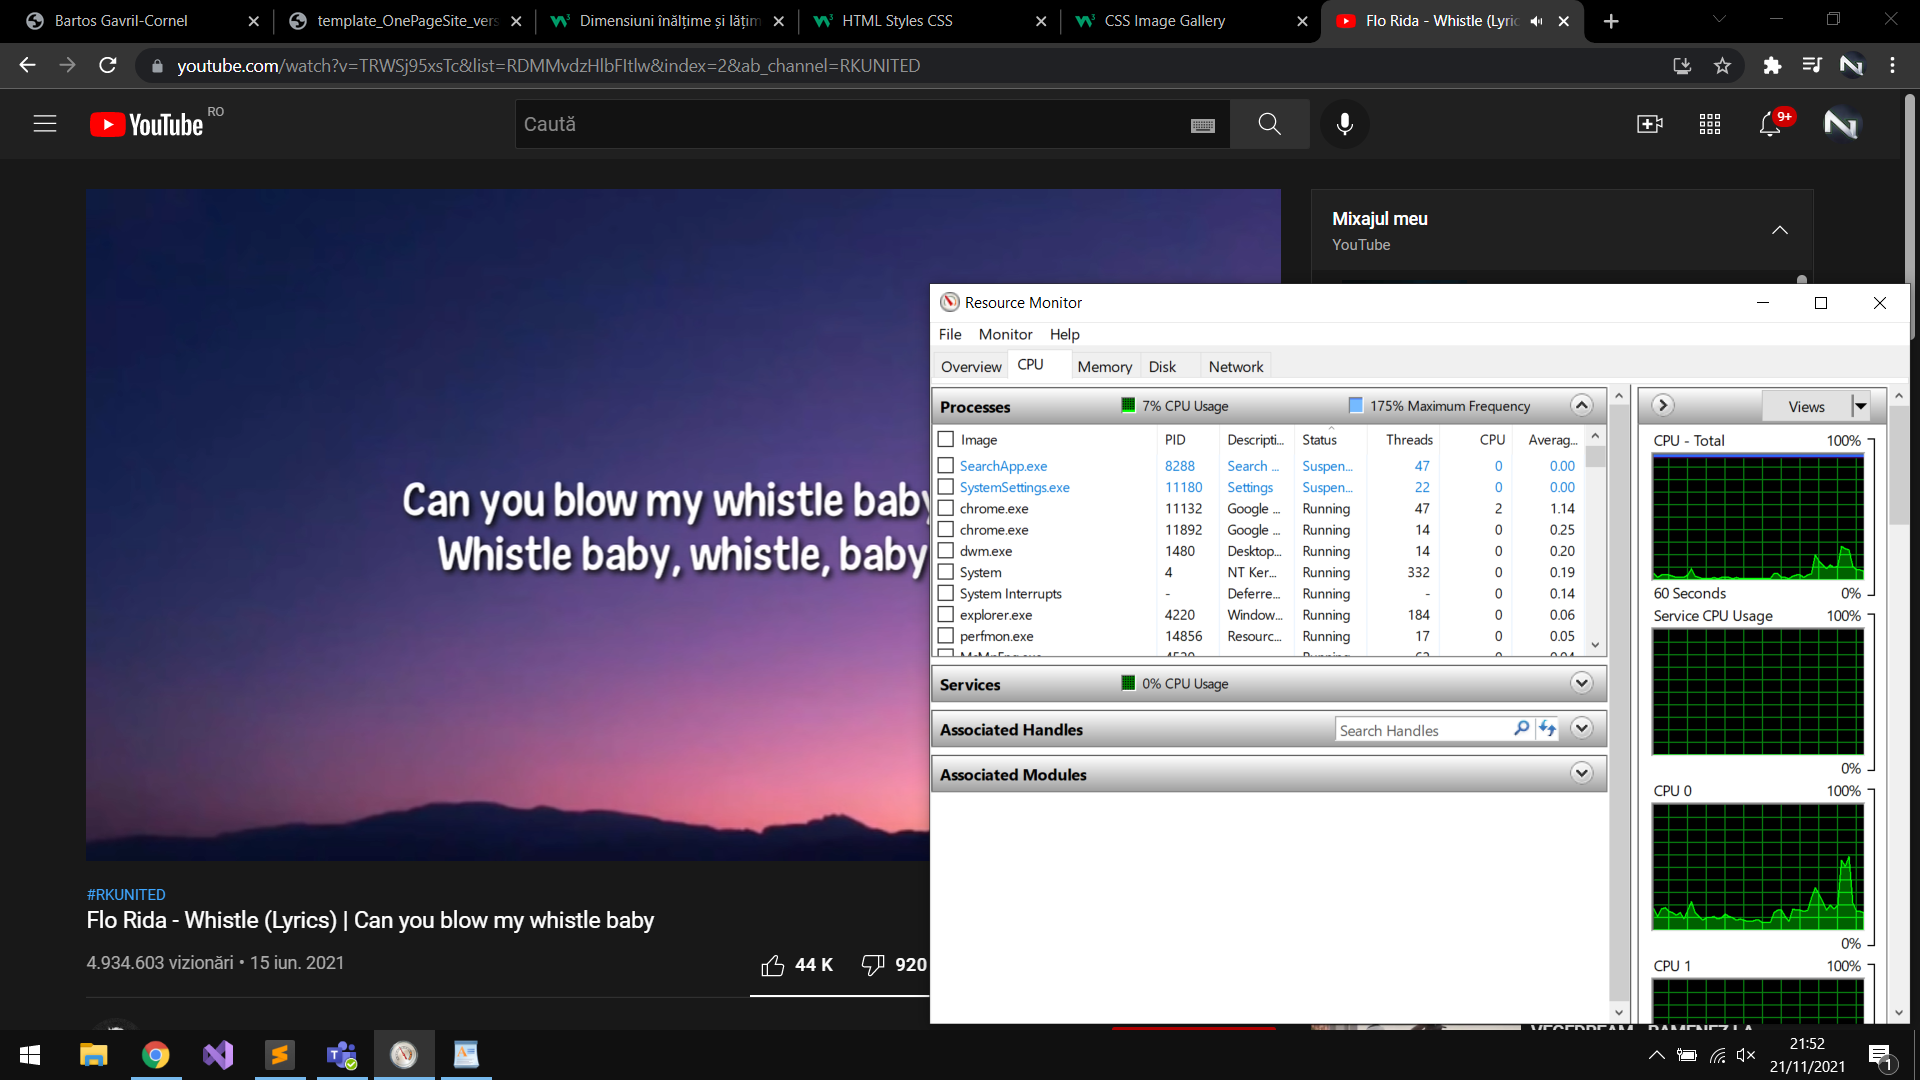 Bartos Gavril-Cornel
template_OnePageSite_vers
Dimensiuni înălțime și lățim
HTML Styles CSS
CSS Image Gallery
Flo Rida - Whistle (Lyric
youtube.com/watch?v=TRWSj95xsTc&list=RDMMvdzHlbFItlw&index=2&ab_channel=RKUNITED
YouTube RO
Caută
9+
Mixajul meu
YouTube
Can you blow my whistle baby
Whistle baby, whistle, baby
#RKUNITED
Flo Rida - Whistle (Lyrics) | Can you blow my whistle baby
4.934.603 vizionări • 15 iun. 2021
44 K 920
Resource Monitor
File Monitor Help
Overview CPU Memory Disk Network
Processes 7% CPU Usage 175% Maximum Frequency
Image PID Descripti... Status Threads CPU Averag...
SearchApp.exe 8288 Search ... Suspen... 47 0 0.00
SystemSettings.exe 11180 Settings Suspen... 22 0 0.00
chrome.exe 11132 Google ... Running 47 2 1.14
chrome.exe 11892 Google ... Running 14 0 0.25
dwm.exe 1480 Desktop... Running 14 0 0.20
System 4 NT Ker... Running 332 0 0.19
System Interrupts - Deferre... Running - 0 0.14
explorer.exe 4220 Window... Running 184 0 0.06
perfmon.exe 14856 Resourc... Running 17 0 0.05
Services 0% CPU Usage
Associated Handles Search Handles
Associated Modules
Views
CPU - Total 100%
60 Seconds 0%
Service CPU Usage 100%
0%
CPU 0 100%
0%
CPU 1 100%
21:52
21/11/2021
1